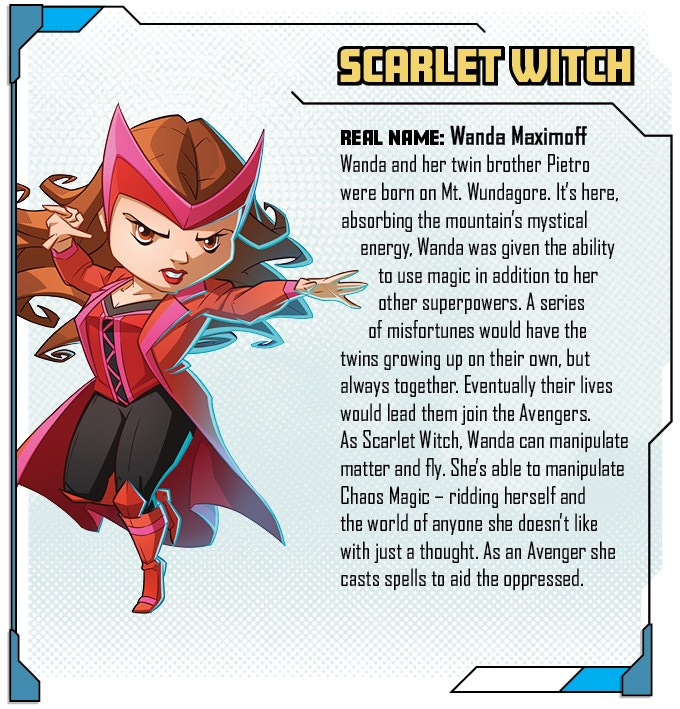 SCARLET WITCH
REAL NAME: Wanda Maximoff
Wanda and her twin brother Pietro
were born on Mt. Wundagore. It's here,
absorbing the mountain's mystical
energy, Wanda was given the ability
to use magic in addition to her
other superpowers. A series
of misfortunes would have the
twins growing up on their own, but
always together. Eventually their lives
would lead them join the Avengers.
As Scarlet Witch, Wanda can manipulate
matter and fly. She's able to manipulate
Chaos Magic – ridding herself and
the world of anyone she doesn't like
with just a thought. As an Avenger she
casts spells to aid the oppressed.